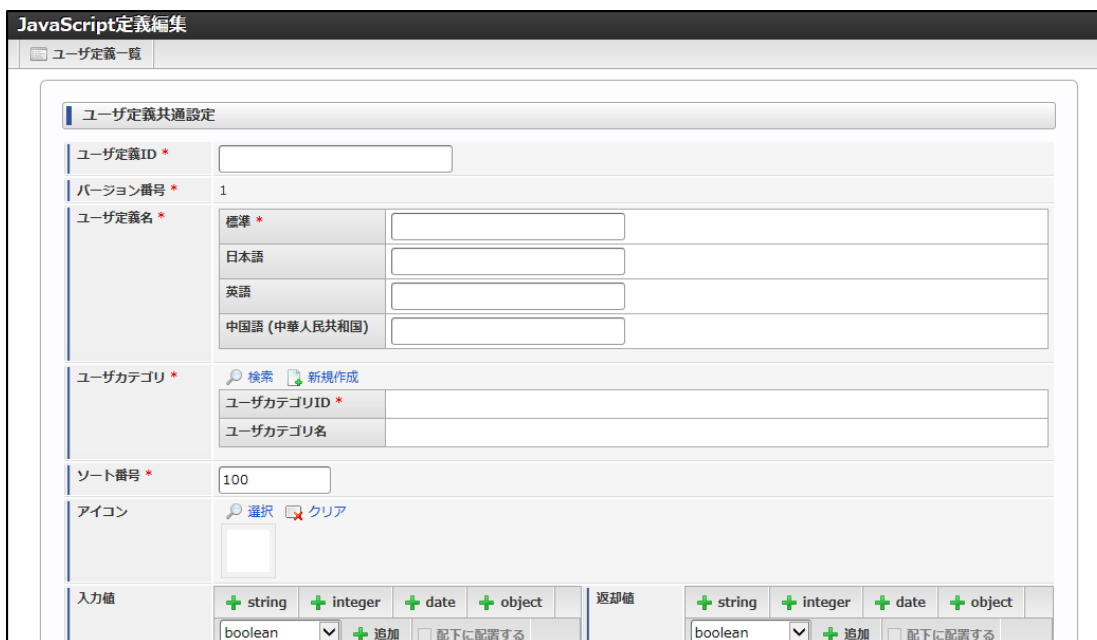 JavaScript定義編集
ユーザ定義一覧
ユーザ定義共通設定
ユーザ定義ID *
バージョン番号 * 1
ユーザ定義名 * 標準 *
日本語
英語
中国語 (中華人民共和国)
ユーザカテゴリ * 検索 新規作成
ユーザカテゴリID *
ユーザカテゴリ名
ソート番号 * 100
アイコン 選択 クリア
入力値 string integer date object 返却値 string integer date object
boolean 追加 配下に配置する boolean 追加 配下に配置する